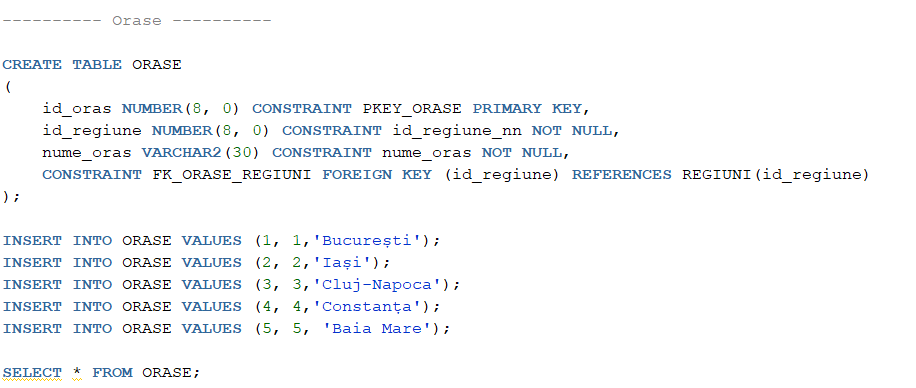 ---------- Orase ----------
CREATE TABLE ORASE
(
id_oras NUMBER(8, 0) CONSTRAINT PKEY_ORASE PRIMARY KEY,
id_regiune NUMBER(8, 0) CONSTRAINT id_regiune_nn NOT NULL,
nume_oras VARCHAR2(30) CONSTRAINT nume_oras NOT NULL,
CONSTRAINT FK_ORASE_REGIUNI FOREIGN KEY (id_regiune) REFERENCES REGIUNI(id_regiune)
);
INSERT INTO ORASE VALUES (1, 1,'București');
INSERT INTO ORASE VALUES (2, 2,'Iași');
INSERT INTO ORASE VALUES (3, 3,'Cluj-Napoca');
INSERT INTO ORASE VALUES (4, 4,'Constanța');
INSERT INTO ORASE VALUES (5, 5, 'Baia Mare');
SELECT * FROM ORASE;